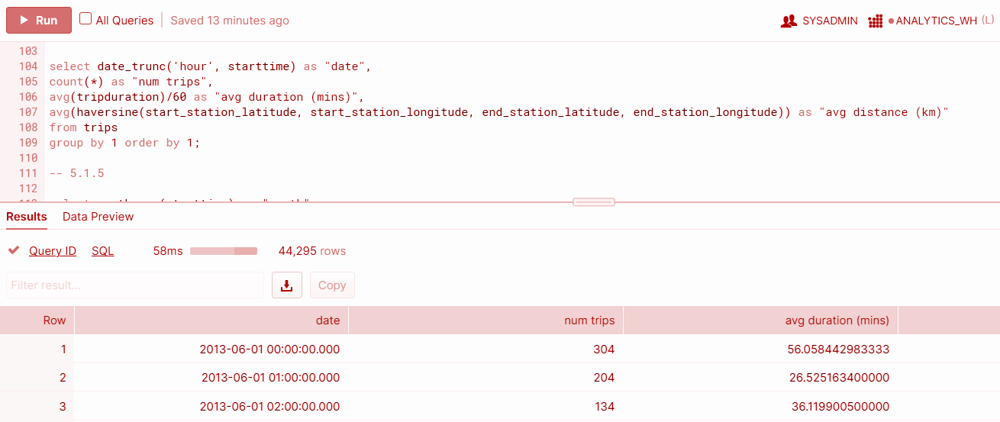 Run All Queries Saved 13 minutes ago SYSADMIN ANALYTICS_WH (L)
103
104 select date_trunc('hour', starttime) as "date",
105 count(*) as "num trips",
106 avg(tripduration)/60 as "avg duration (mins)",
107 avg(haversine(start_station_latitude, start_station_longitude, end_station_latitude, end_station_longitude)) as "avg distance (km)"
108 from trips
109 group by 1 order by 1;
110
111 -- 5.1.5
112
Results Data Preview
Query ID SQL 58ms 44,295 rows
Filter result... Copy
Row date num trips avg duration (mins)
1 2013-06-01 00:00:00.000 304 56.058442983333
2 2013-06-01 01:00:00.000 204 26.525163400000
3 2013-06-01 02:00:00.000 134 36.119900500000